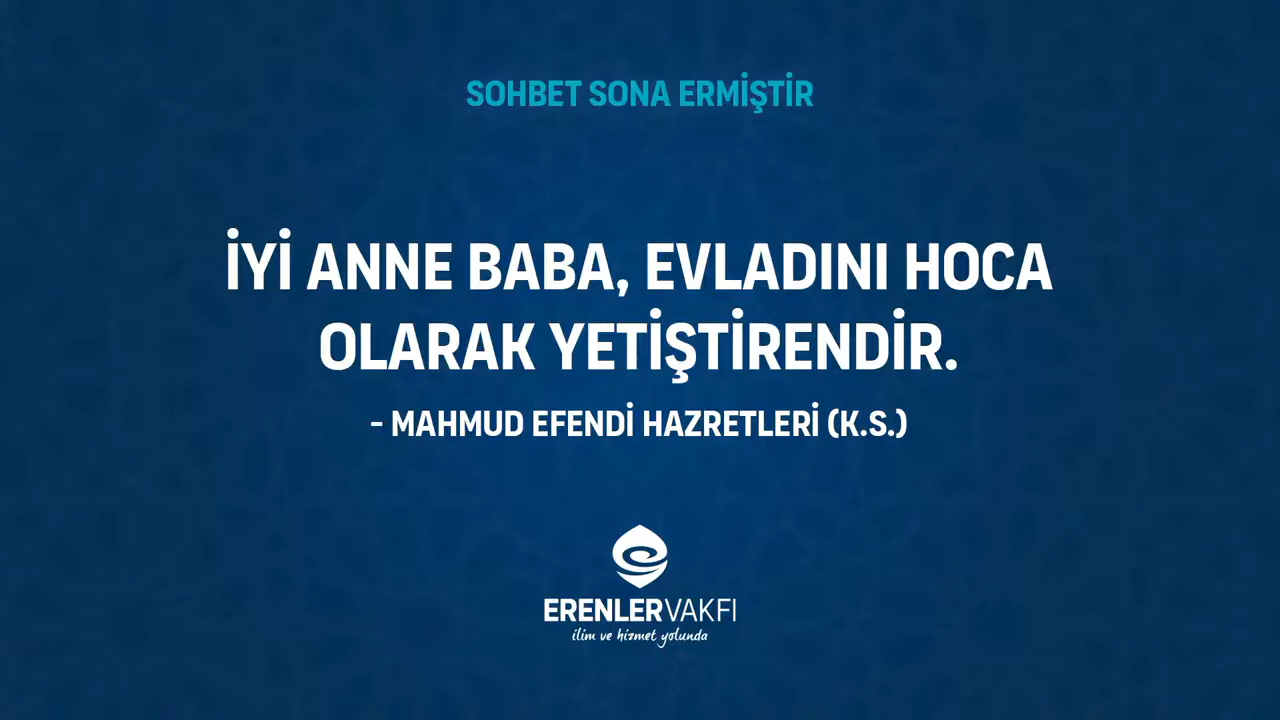 SOHBET SONA ERMİŞTİR
İYİ ANNE BABA, EVLADINI HOCA
OLARAK YETİŞTİRENDİR.
- MAHMUD EFENDİ HAZRETLERİ (K.S.)
ERENLERVAKFI
ilim ve hizmet yolunda